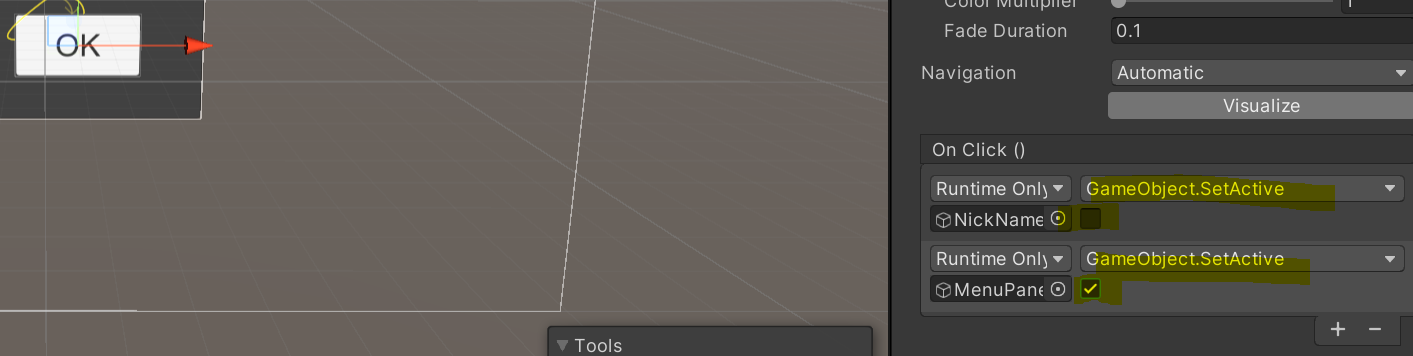 OK
Color Multiplier 1
Fade Duration 0.1
Navigation Automatic
Visualize
On Click ()
Runtime Only GameObject.SetActive
NickName
Runtime Only GameObject.SetActive
MenuPane
Tools